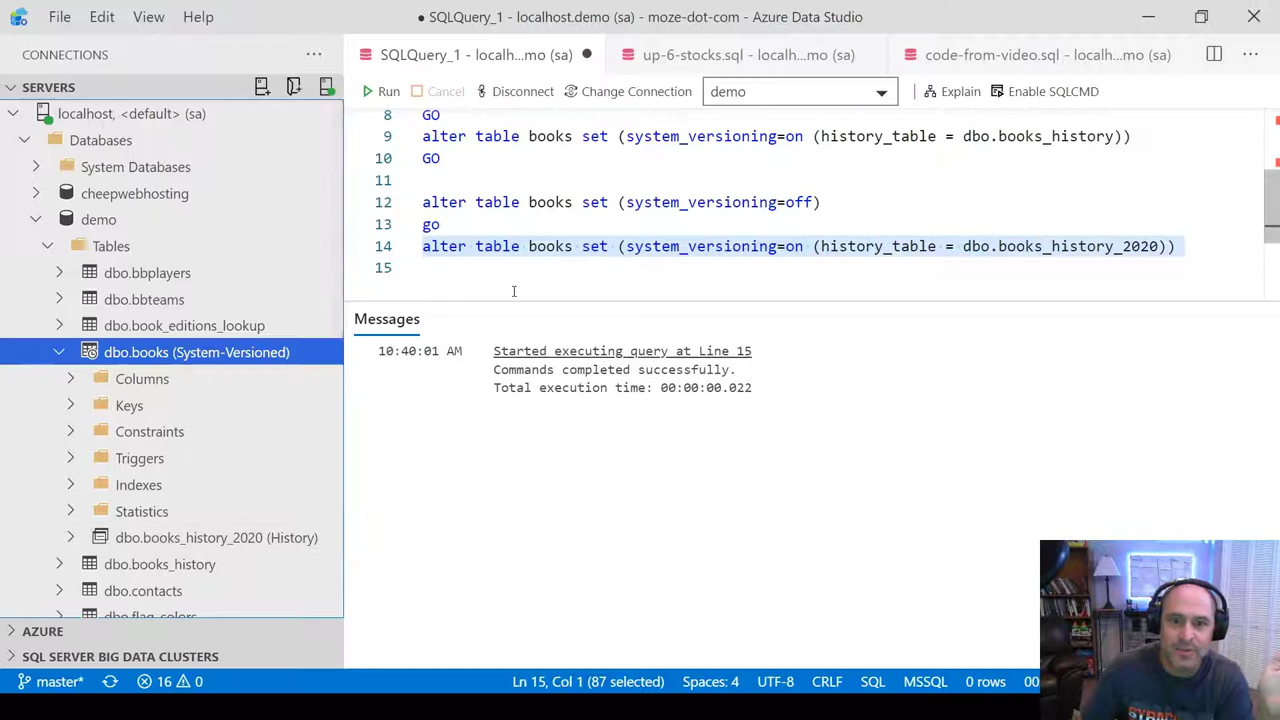 File Edit View Help
● SQLQuery_1 - localhost.demo (sa) - moze-dot-com - Azure Data Studio
CONNECTIONS
SERVERS
localhost, <default> (sa)
Databases
System Databases
cheepwebhosting
demo
Tables
dbo.bbplayers
dbo.bbteams
dbo.book_editions_lookup
dbo.books (System-Versioned)
Columns
Keys
Constraints
Triggers
Indexes
Statistics
dbo.books_history_2020 (History)
dbo.books_history
dbo.contacts
dbo.flag_colors
AZURE
SQL SERVER BIG DATA CLUSTERS
SQLQuery_1 - localh...mo (sa) ●
up-6-stocks.sql - localh...mo (sa)
code-from-video.sql - localh...mo (sa)
Run Cancel Disconnect Change Connection demo Explain Enable SQLCMD
8 GO
9 alter table books set (system_versioning=on (history_table = dbo.books_history))
10 GO
11
12 alter table books set (system_versioning=off)
13 go
14 alter table books set (system_versioning=on (history_table = dbo.books_history_2020))
15
Messages
10:40:01 AM Started executing query at Line 15
Commands completed successfully.
Total execution time: 00:00:00.022
master* 16 0 Ln 15, Col 1 (87 selected) Spaces: 4 UTF-8 CRLF SQL MSSQL 0 rows 00